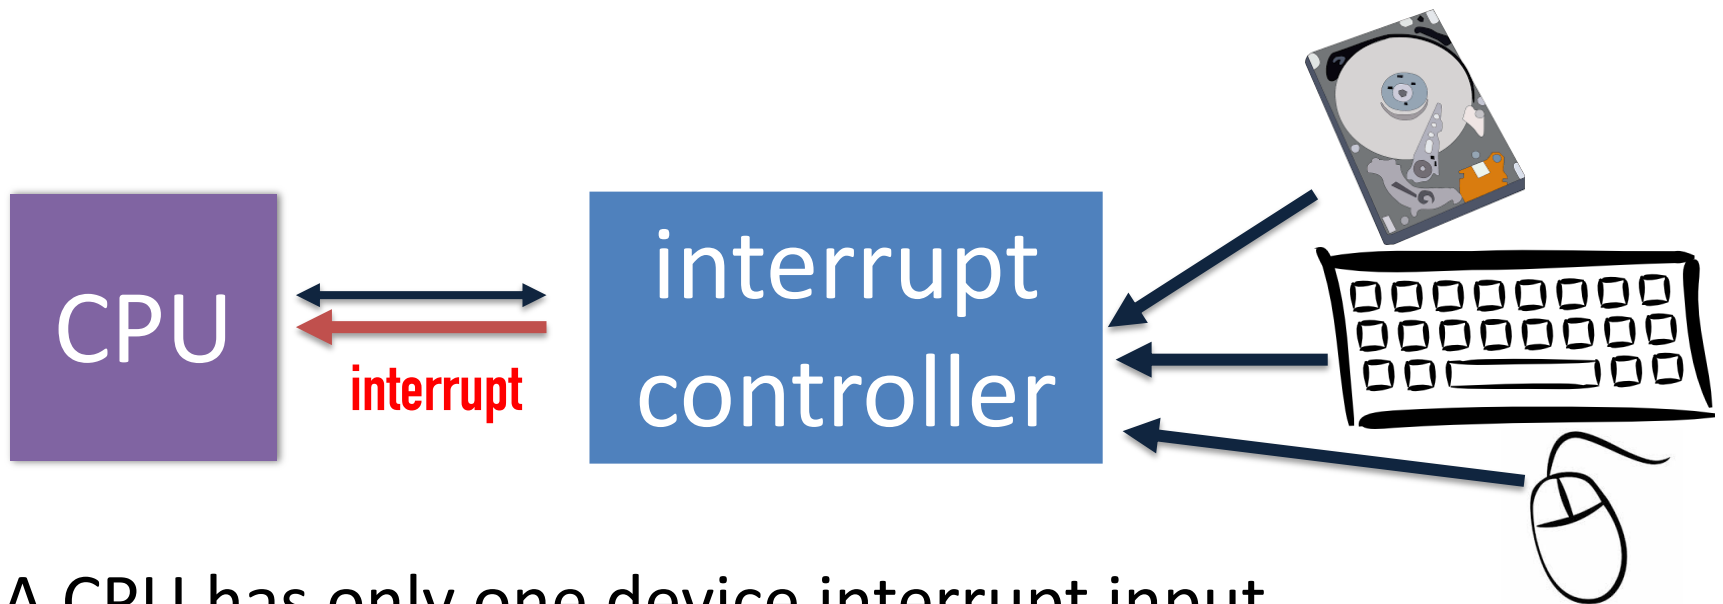 CPU
interrupt
interrupt
controller
A CPU has only one device interrupt input